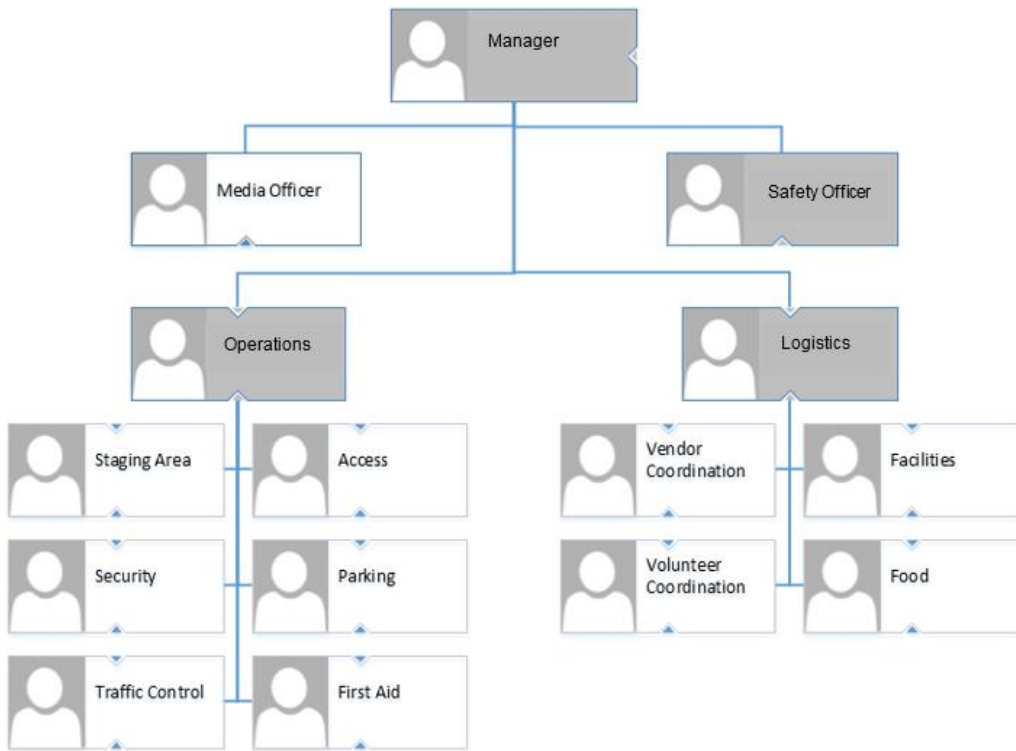 Manager
Media Officer
Safety Officer
Operations
Logistics
Staging Area
Access
Vendor
Coordination
Facilities
Security
Parking
Volunteer
Coordination
Food
Traffic Control
First Aid